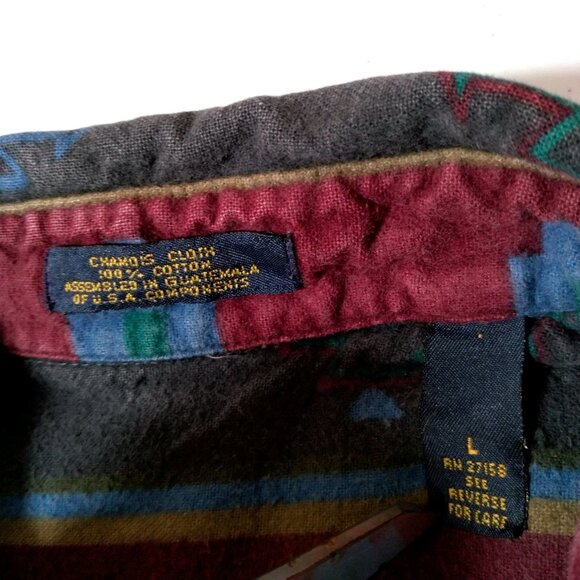 CHAMOIS CLOTH
100% COTTON
ASSEMBLED IN GUATEMALA
OF U.S.A. COMPONENTS
L
RN 27158
SEE
REVERSE
FOR CARE